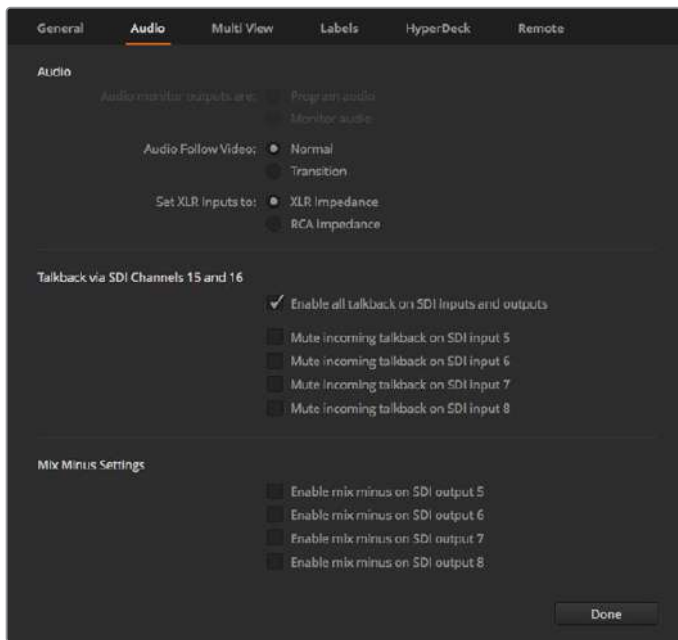 General Audio Multi View Labels HyperDeck Remote
Audio
Audio monitor outputs are: Program audio
Monitor audio
Audio Follow Video: Normal
Transition
Set XLR Inputs to: XLR Impedance
RCA Impedance
Talkback via SDI Channels 15 and 16
Enable all talkback on SDI inputs and outputs
Mute incoming talkback on SDI input 5
Mute incoming talkback on SDI input 6
Mute incoming talkback on SDI input 7
Mute incoming talkback on SDI input 8
Mix Minus Settings
Enable mix minus on SDI output 5
Enable mix minus on SDI output 6
Enable mix minus on SDI output 7
Enable mix minus on SDI output 8
Done